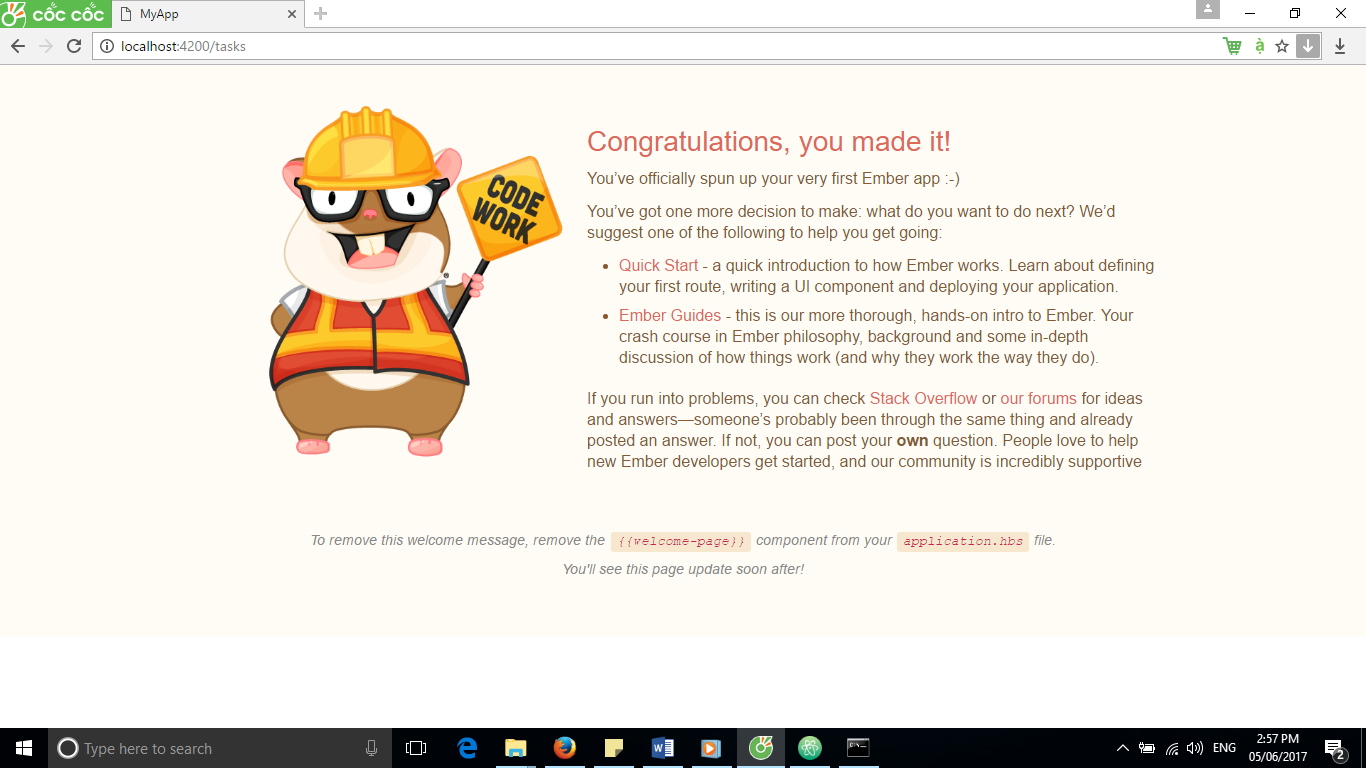 cốc cốc
MyApp
localhost:4200/tasks
CODE
WORK
Congratulations, you made it!
You’ve officially spun up your very first Ember app :-)
You’ve got one more decision to make: what do you want to do next? We’d
suggest one of the following to help you get going:
• Quick Start - a quick introduction to how Ember works. Learn about defining
your first route, writing a UI component and deploying your application.
• Ember Guides - this is our more thorough, hands-on intro to Ember. Your
crash course in Ember philosophy, background and some in-depth
discussion of how things work (and why they work the way they do).
If you run into problems, you can check Stack Overflow or our forums for ideas
and answers—someone’s probably been through the same thing and already
posted an answer. If not, you can post your own question. People love to help
new Ember developers get started, and our community is incredibly supportive
To remove this welcome message, remove the {{welcome-page}} component from your application.hbs file.
You'll see this page update soon after!
Type here to search
ENG
2:57 PM
05/06/2017
2